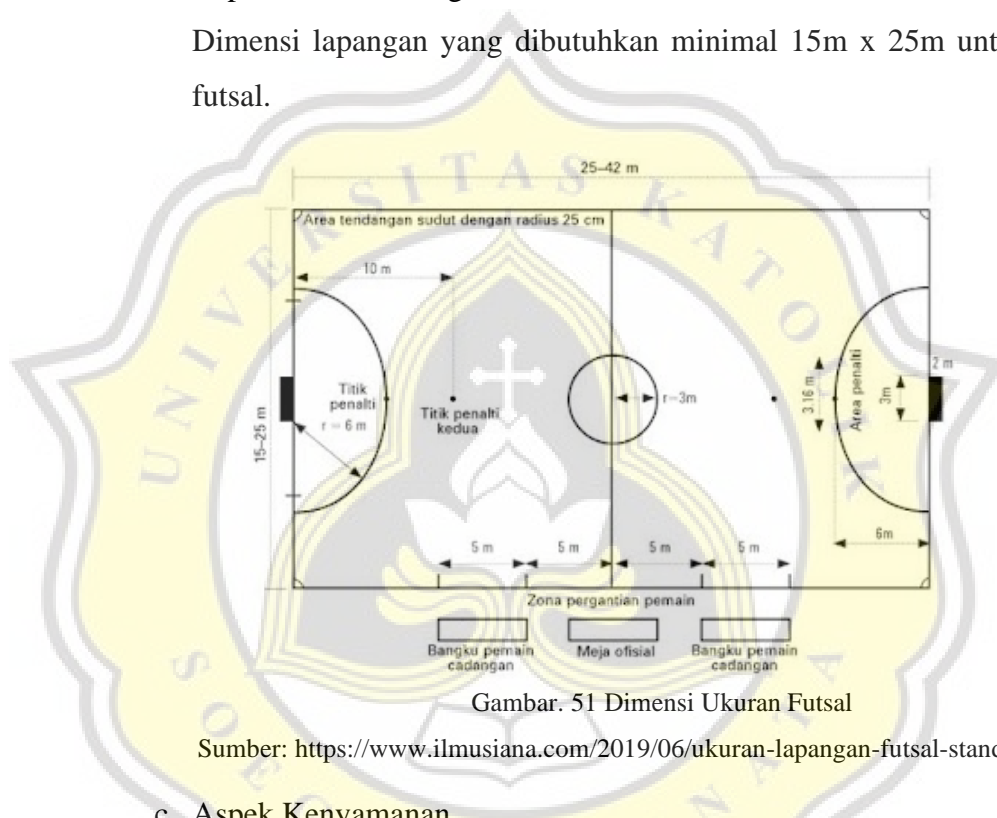 Dimensi lapangan yang dibutuhkan minimal 15m x 25m
futsal.
UNIVERSITAS KATOLIK
SOEGIJAPRANATA
25–42 m
Area tendangan sudut dengan radius 25 cm
10 m
15–25 m
Titik
penalti
r = 6 m
Titik penalti
kedua
r=3m
3.16 m
Area penalti
3m
2 m
6m
5 m
5 m
5 m
5 m
Zona pergantian pemain
Bangku pemain
cadangan
Meja ofisial
Bangku pemain
cadangan
Gambar. 51 Dimensi Ukuran Futsal
Sumber: https://www.ilmusiana.com/2019/06/ukuran-lapangan-futsal-stand
c. Aspek Kenyamanan